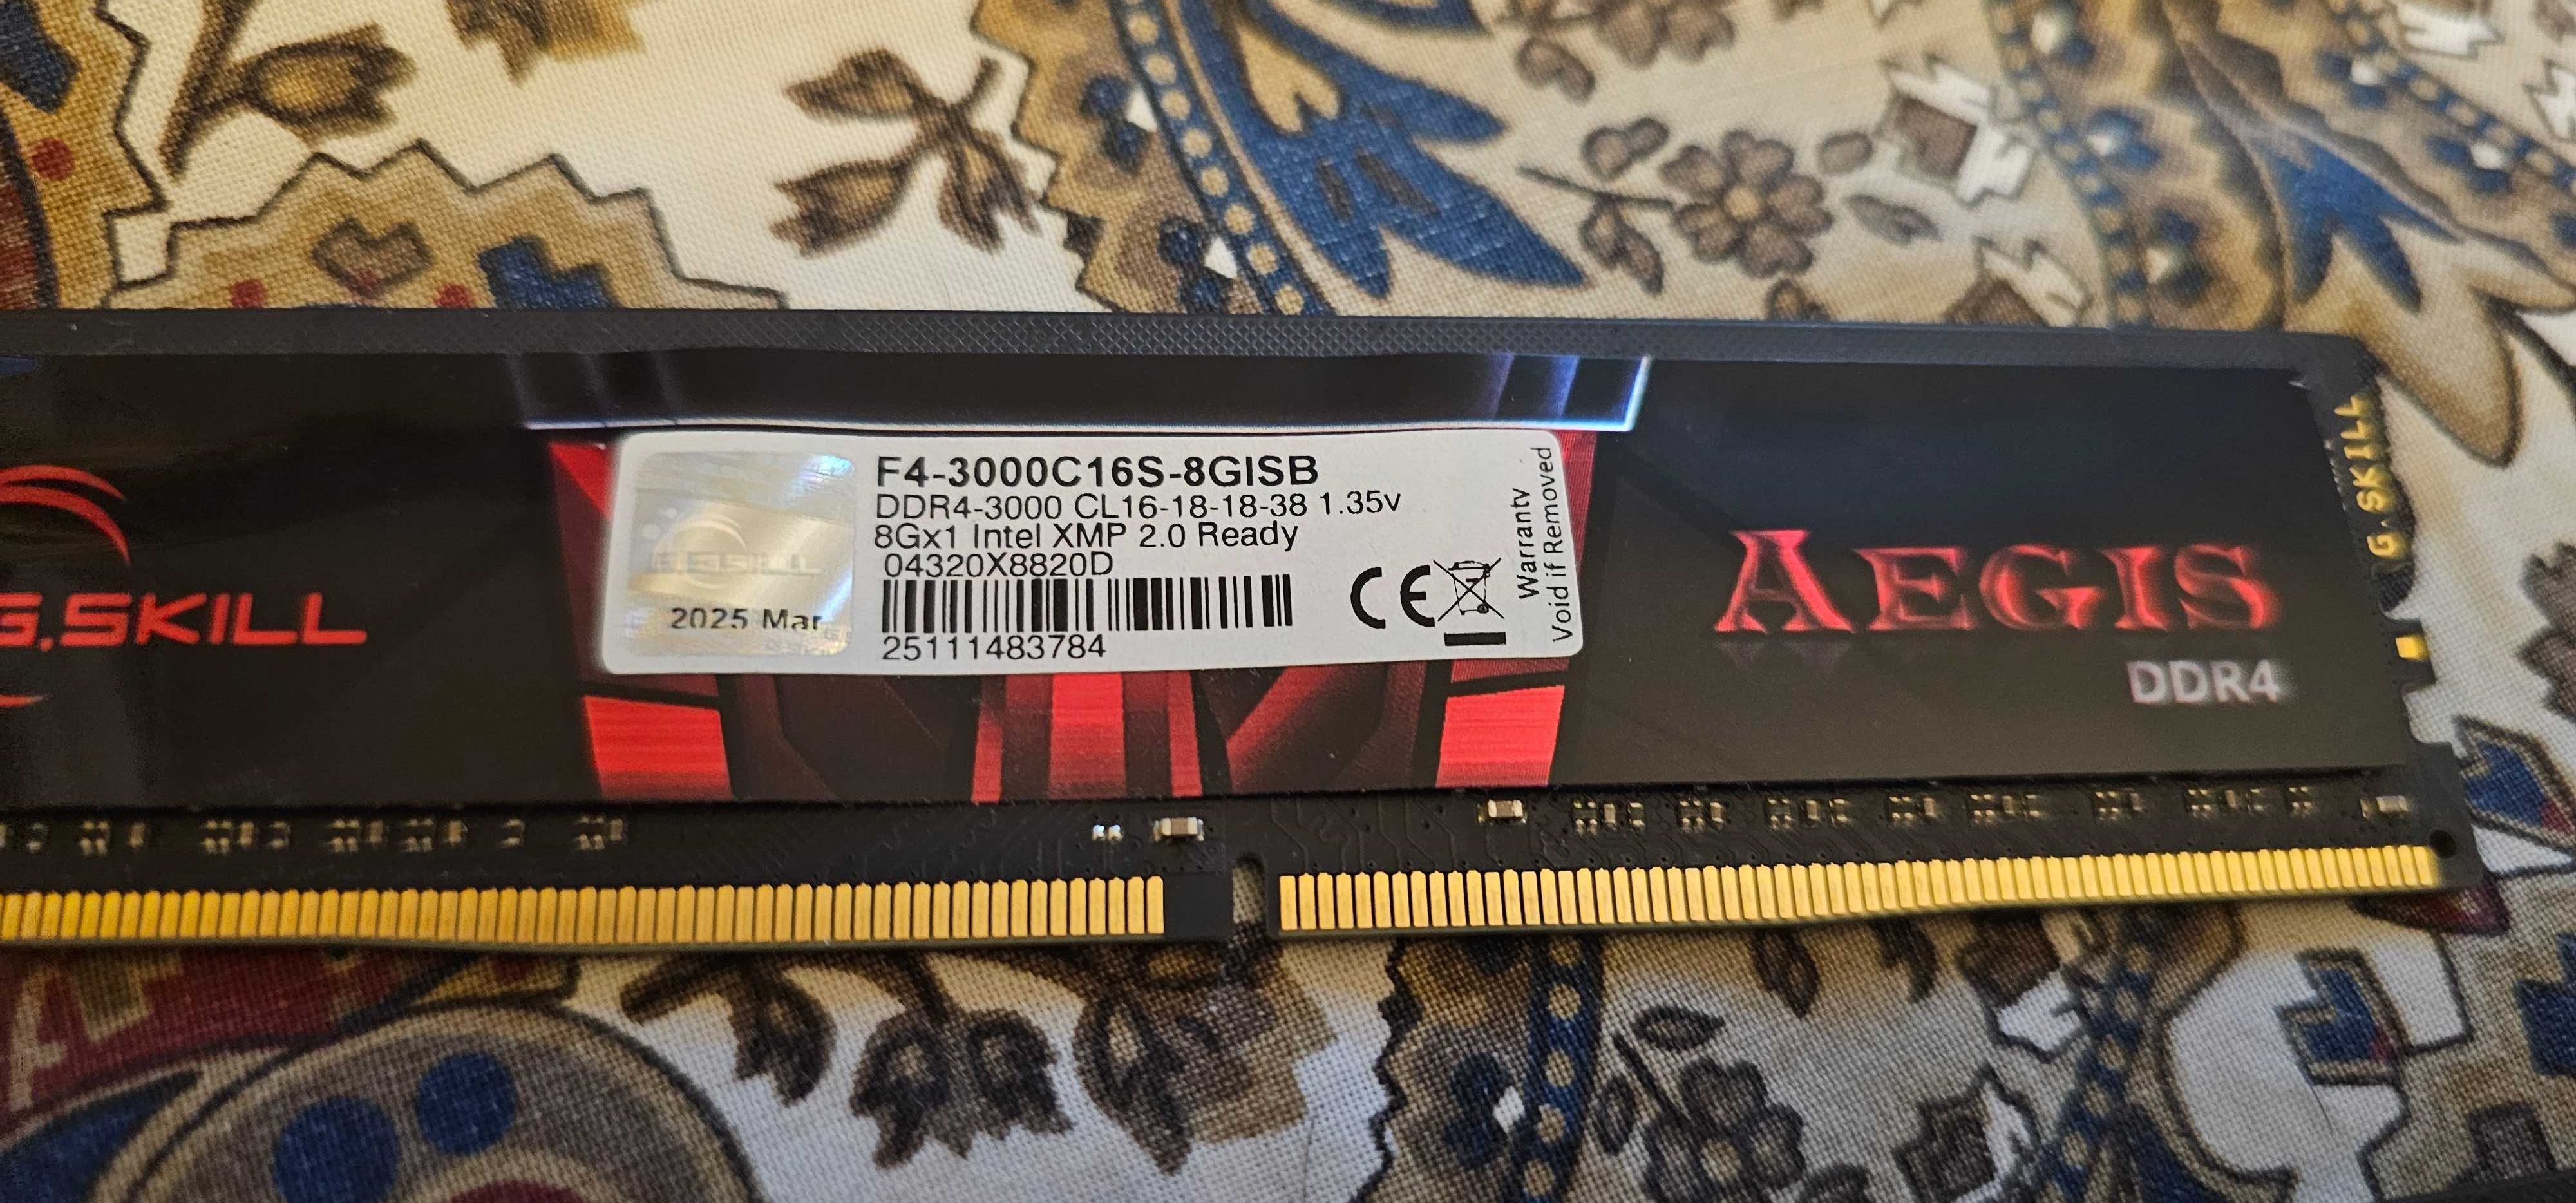 G.SKILL
G.SKILL
2025 Mar
F4-3000C16S-8GISB
DDR4-3000 CL16-18-18-38 1.35v
8Gx1 Intel XMP 2.0 Ready
04320X8820D
25111483784
CE
Warranty
Void if Removed
AEGIS
DDR4
G.SKILL